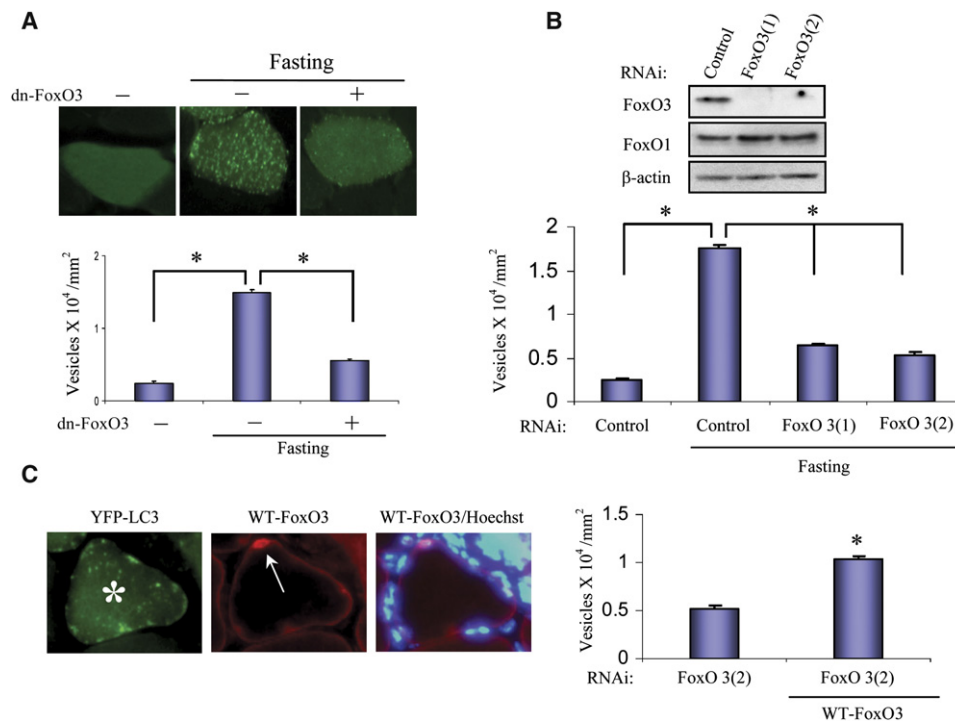 A
Fasting
dn-FoxO3 – – +
Vesicles X 10⁴/mm²
2
1
0
* *
dn-FoxO3 – – +
Fasting
B
RNAi: Control FoxO3(1) FoxO3(2)
FoxO3
FoxO1
β-actin
Vesicles X 10⁴/mm²
2
1.5
1
0.5
0
* *
RNAi: Control Control FoxO 3(1) FoxO 3(2)
Fasting
C
YFP-LC3 WT-FoxO3 WT-FoxO3/Hoechst
*
Vesicles X 10⁴/mm²
1.5
1
0.5
0
*
RNAi: FoxO 3(2) FoxO 3(2)
WT-FoxO3